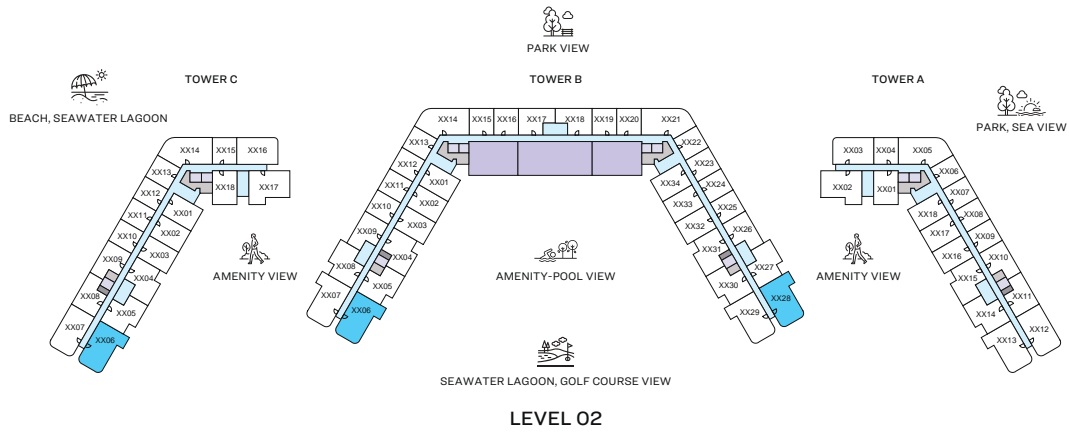 PARK VIEW
TOWER C
TOWER B
TOWER A
BEACH, SEAWATER LAGOON
PARK, SEA VIEW
XX14
XX15
XX16
XX13
XX18
XX17
XX12
XX01
XX11
XX02
XX10
XX03
XX09
XX04
XX08
XX05
XX07
XX06
XX14
XX15
XX16
XX17
XX18
XX19
XX20
XX21
XX13
XX22
XX12
XX23
XX11
XX01
XX34
XX24
XX10
XX02
XX33
XX25
XX09
XX03
XX32
XX26
XX08
XX04
XX31
XX27
XX07
XX05
XX30
XX28
XX06
XX29
XX03
XX04
XX05
XX02
XX01
XX06
XX07
XX18
XX08
XX17
XX09
XX16
XX10
XX15
XX11
XX14
XX12
XX13
AMENITY VIEW
AMENITY-POOL VIEW
AMENITY VIEW
SEAWATER LAGOON, GOLF COURSE VIEW
LEVEL 02